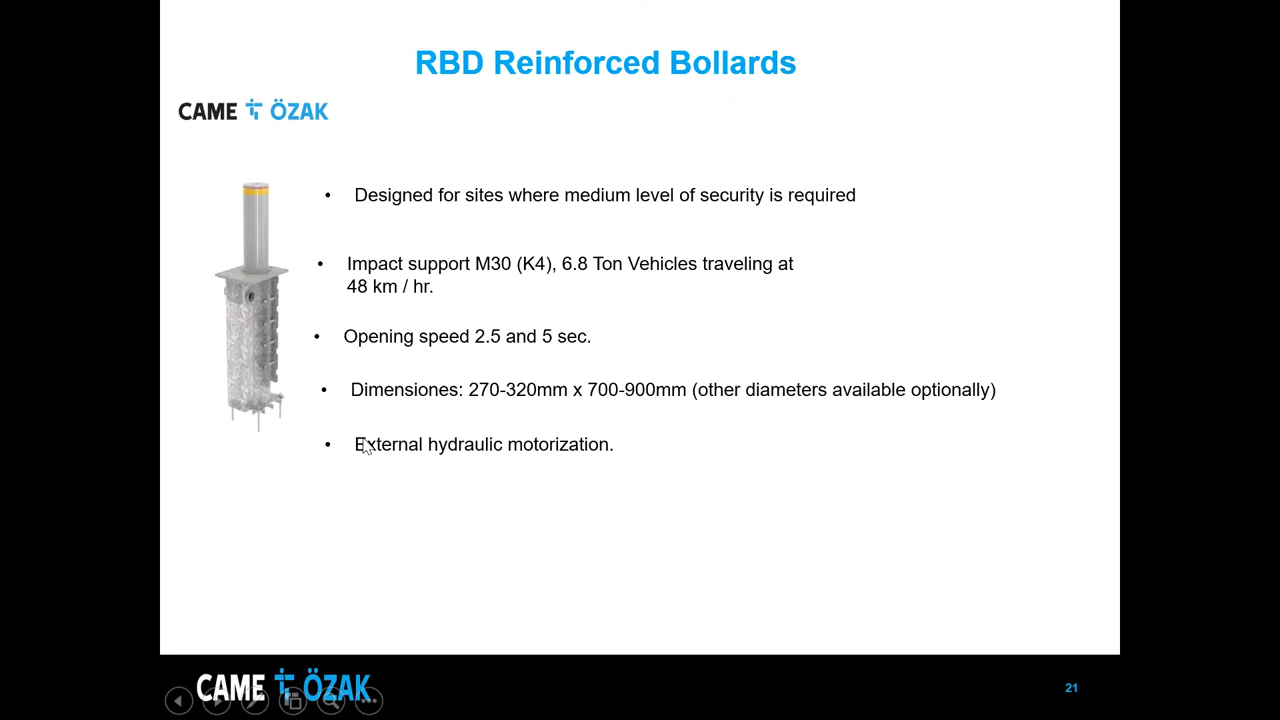 RBD Reinforced Bollards
CAME ÖZAK
• Designed for sites where medium level of security is required
• Impact support M30 (K4), 6.8 Ton Vehicles traveling at
48 km / hr.
• Opening speed 2.5 and 5 sec.
• Dimensiones: 270-320mm x 700-900mm (other diameters available optionally)
• External hydraulic motorization.
CAME ÖZAK
21